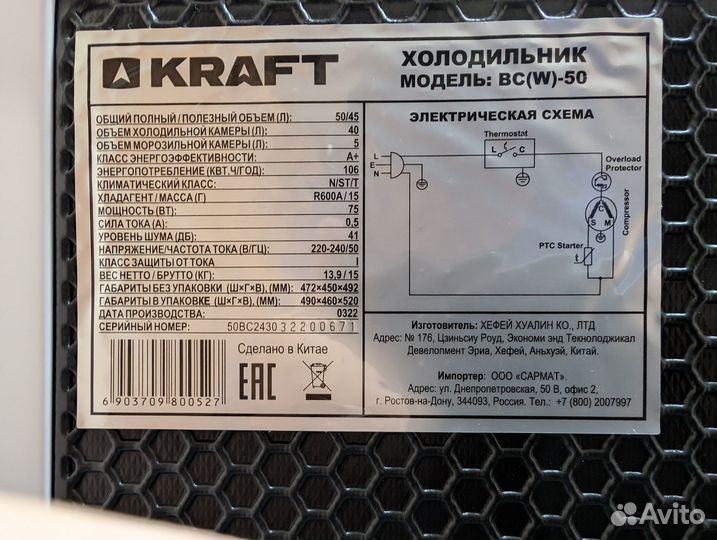 KRAFT
ХОЛОДИЛЬНИК
МОДЕЛЬ: BC(W)-50
ОБЩИЙ ПОЛНЫЙ / ПОЛЕЗНЫЙ ОБЪЕМ (Л): 50/45
ОБЪЕМ ХОЛОДИЛЬНОЙ КАМЕРЫ (Л): 40
ОБЪЕМ МОРОЗИЛЬНОЙ КАМЕРЫ (Л): 5
КЛАСС ЭНЕРГОЭФФЕКТИВНОСТИ: A+
ЭНЕРГОПОТРЕБЛЕНИЕ (КВТ.Ч/ГОД): 106
КЛИМАТИЧЕСКИЙ КЛАСС: N/ST/T
ХЛАДАГЕНТ / МАССА (Г) R600A / 15
МОЩНОСТЬ (ВТ): 75
СИЛА ТОКА (А): 0,5
УРОВЕНЬ ШУМА (ДБ): 41
НАПРЯЖЕНИЕ/ЧАСТОТА ТОКА (В/ГЦ): 220-240/50
КЛАСС ЗАЩИТЫ ОТ ТОКА I
ВЕС НЕТТО / БРУТТО (КГ): 13,9 / 15
ГАБАРИТЫ БЕЗ УПАКОВКИ (Ш×Г×В), (ММ): 472×450×492
ГАБАРИТЫ В УПАКОВКЕ (Ш×Г×В), (ММ): 490×460×520
ДАТА ПРОИЗВОДСТВА: 0322
СЕРИЙНЫЙ НОМЕР: 50BC243032200671
Сделано в Китае
EAC
6 903709 800527
ЭЛЕКТРИЧЕСКАЯ СХЕМА
Thermostat
L C
L
E
N
Overload
Protector
C
S M
Compressor
PTC Starter
t
Изготовитель: ХЕФЕЙ ХУАЛИН КО., ЛТД
Адрес: № 176, Цзиньсиу Роуд, Экономи энд Текнолоджикал
Девелопмент Эриа, Хефей, Аньхуэй, Китай.
Импортер: ООО «САРМАТ».
Адрес: ул. Днепропетровская, 50 В, офис 2,
г. Ростов-на-Дону, 344093, Россия. Тел.: +7 (800) 2007997
Avito